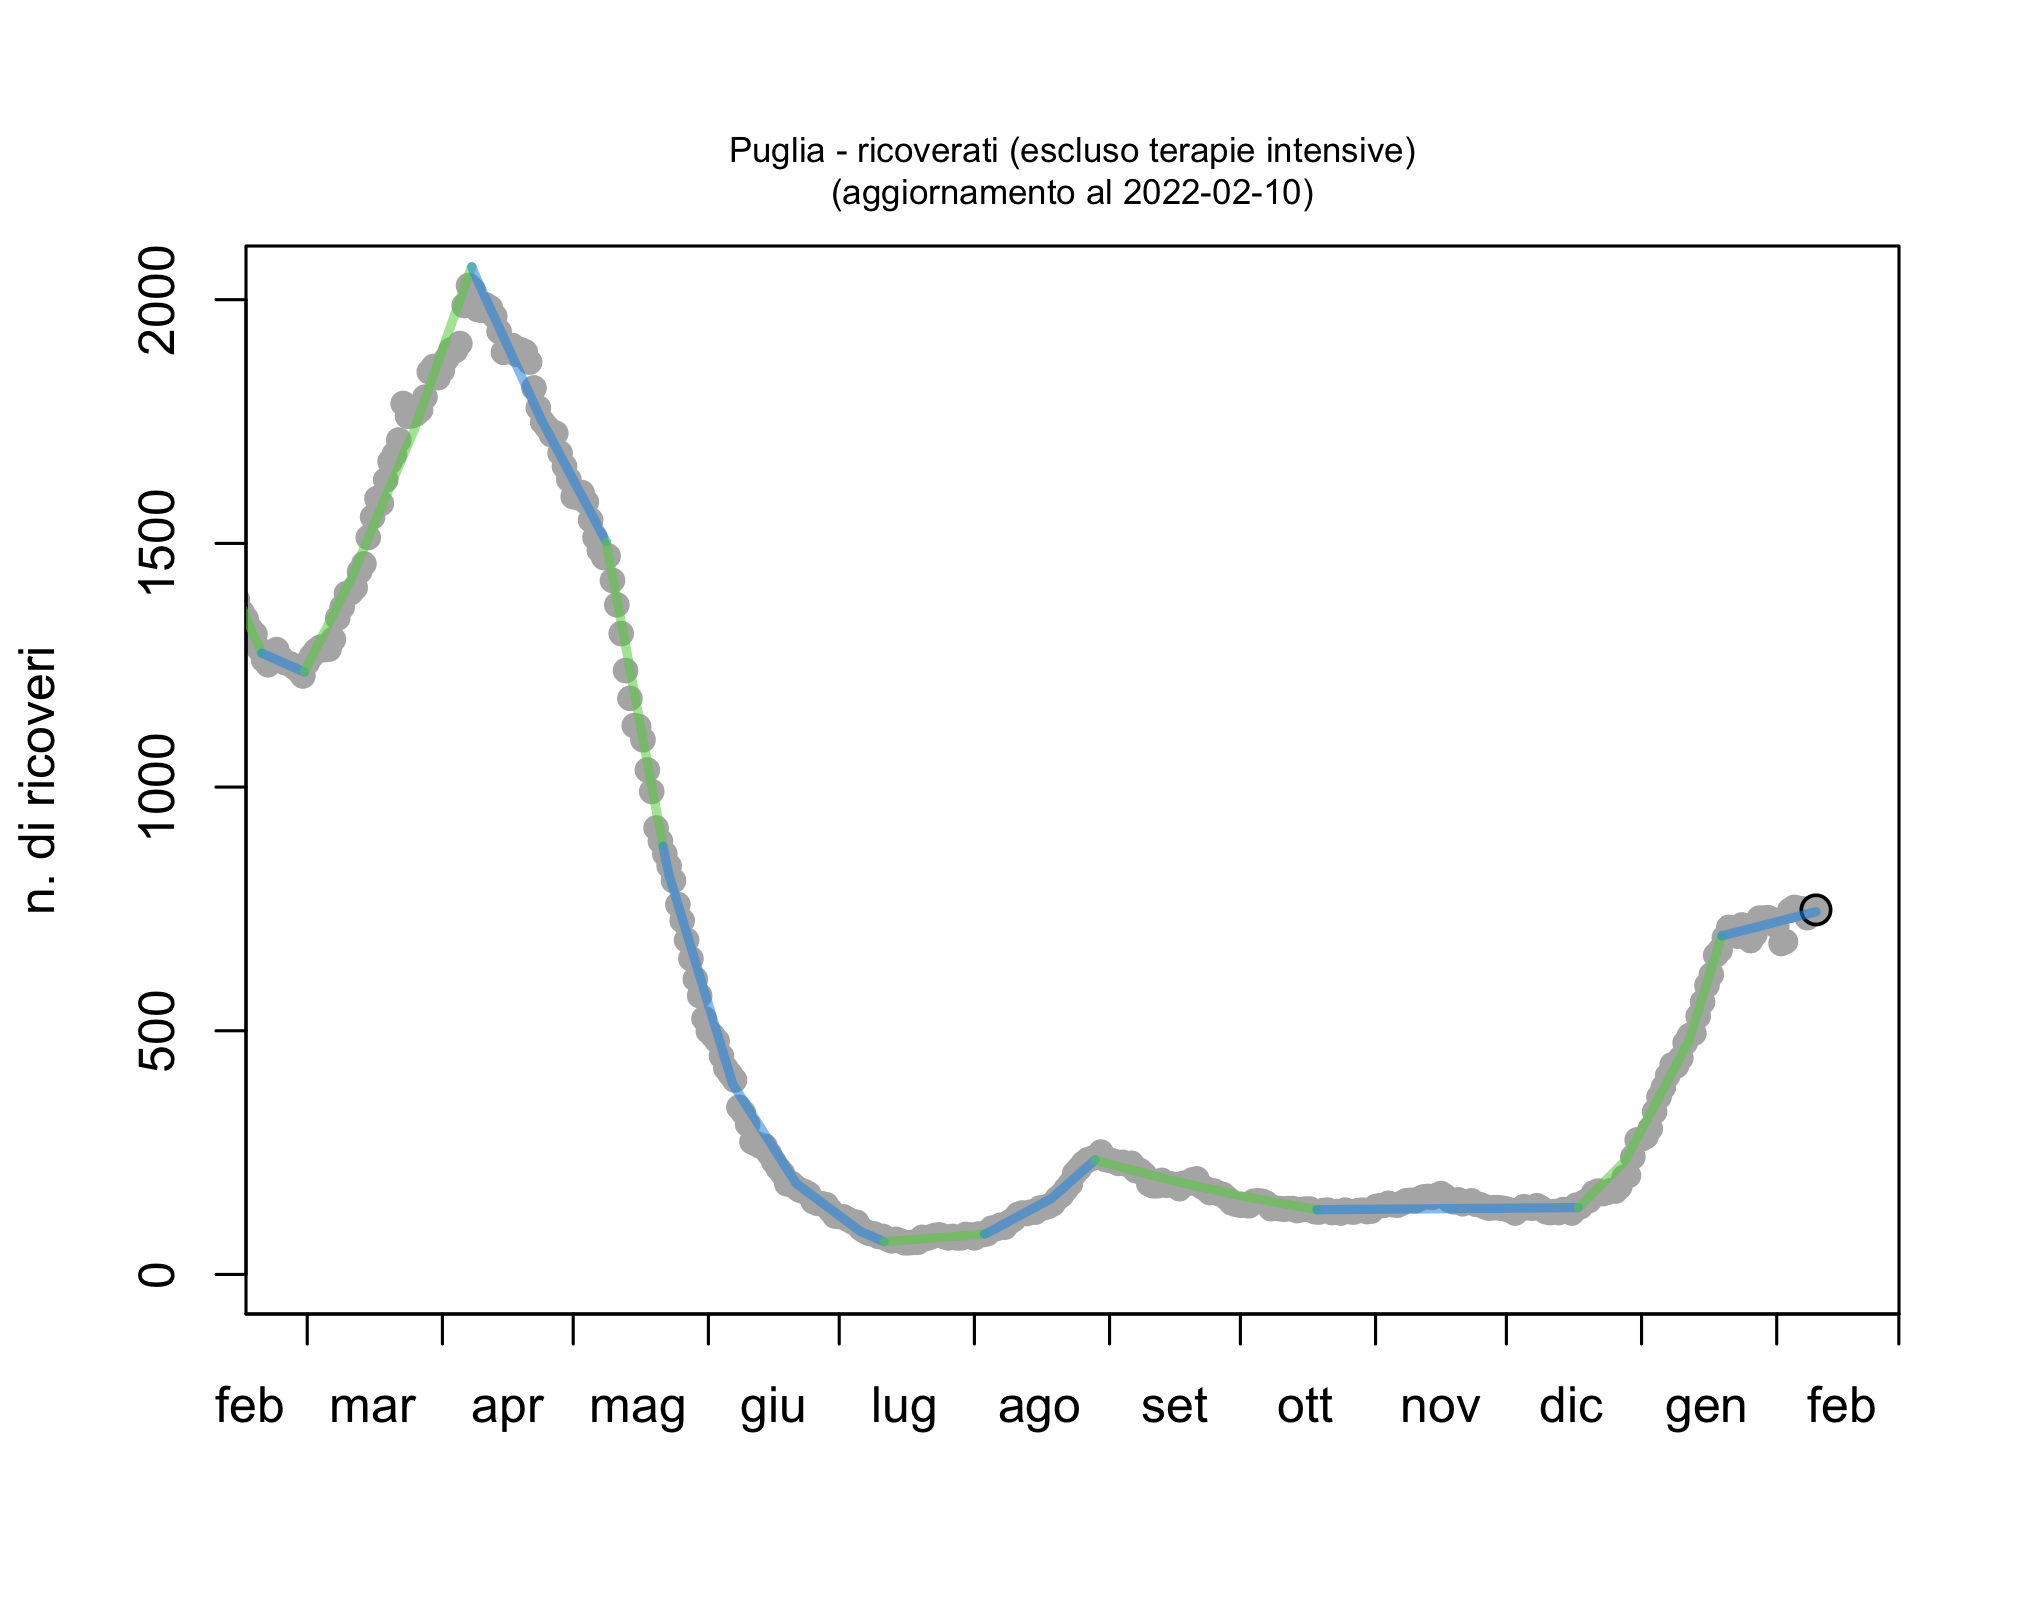 Puglia - ricoverati (escluso terapie intensive)
(aggiornamento al 2022-02-10)
n. di ricoveri
2000
1500
1000
500
0
feb mar apr mag giu lug ago set ott nov dic gen feb